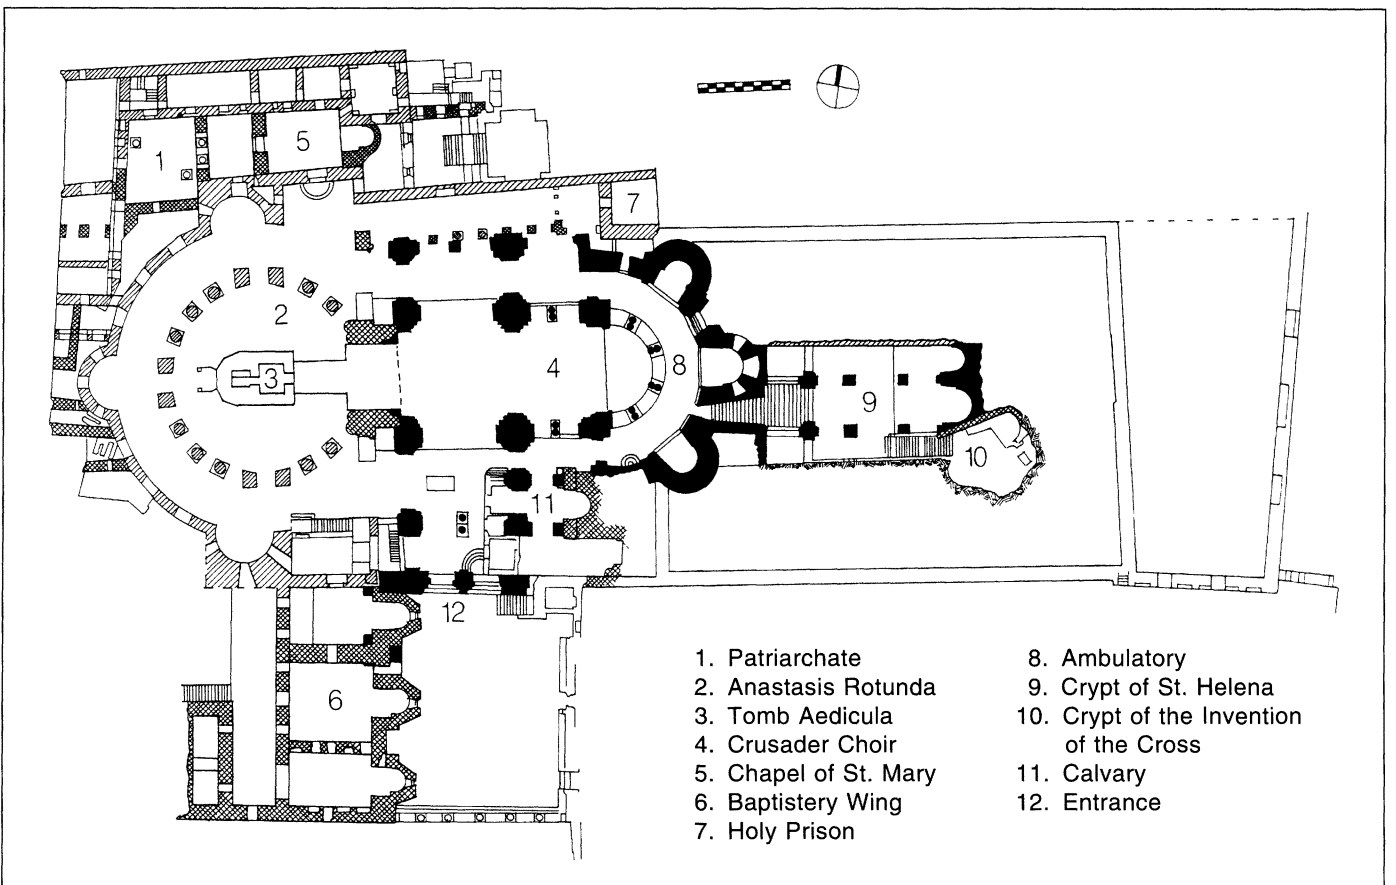 5
1
7
2
3
4
8
9
10
11
12
6
1. Patriarchate
2. Anastasis Rotunda
3. Tomb Aedicula
4. Crusader Choir
5. Chapel of St. Mary
6. Baptistery Wing
7. Holy Prison
8. Ambulatory
9. Crypt of St. Helena
10. Crypt of the Invention
of the Cross
11. Calvary
12. Entrance